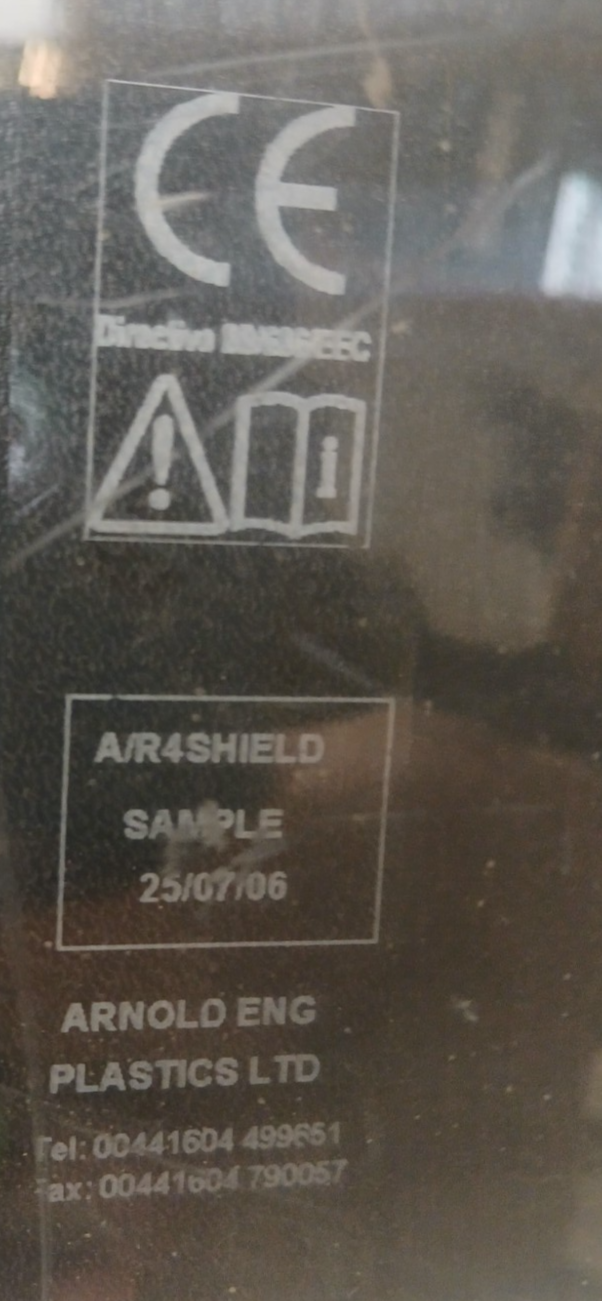 CE
Directive 89/686/EEC
!
i
A/R4SHIELD
SAMPLE
25/07/06
ARNOLD ENG
PLASTICS LTD
Tel: 00441604 499651
Fax: 00441604 790057